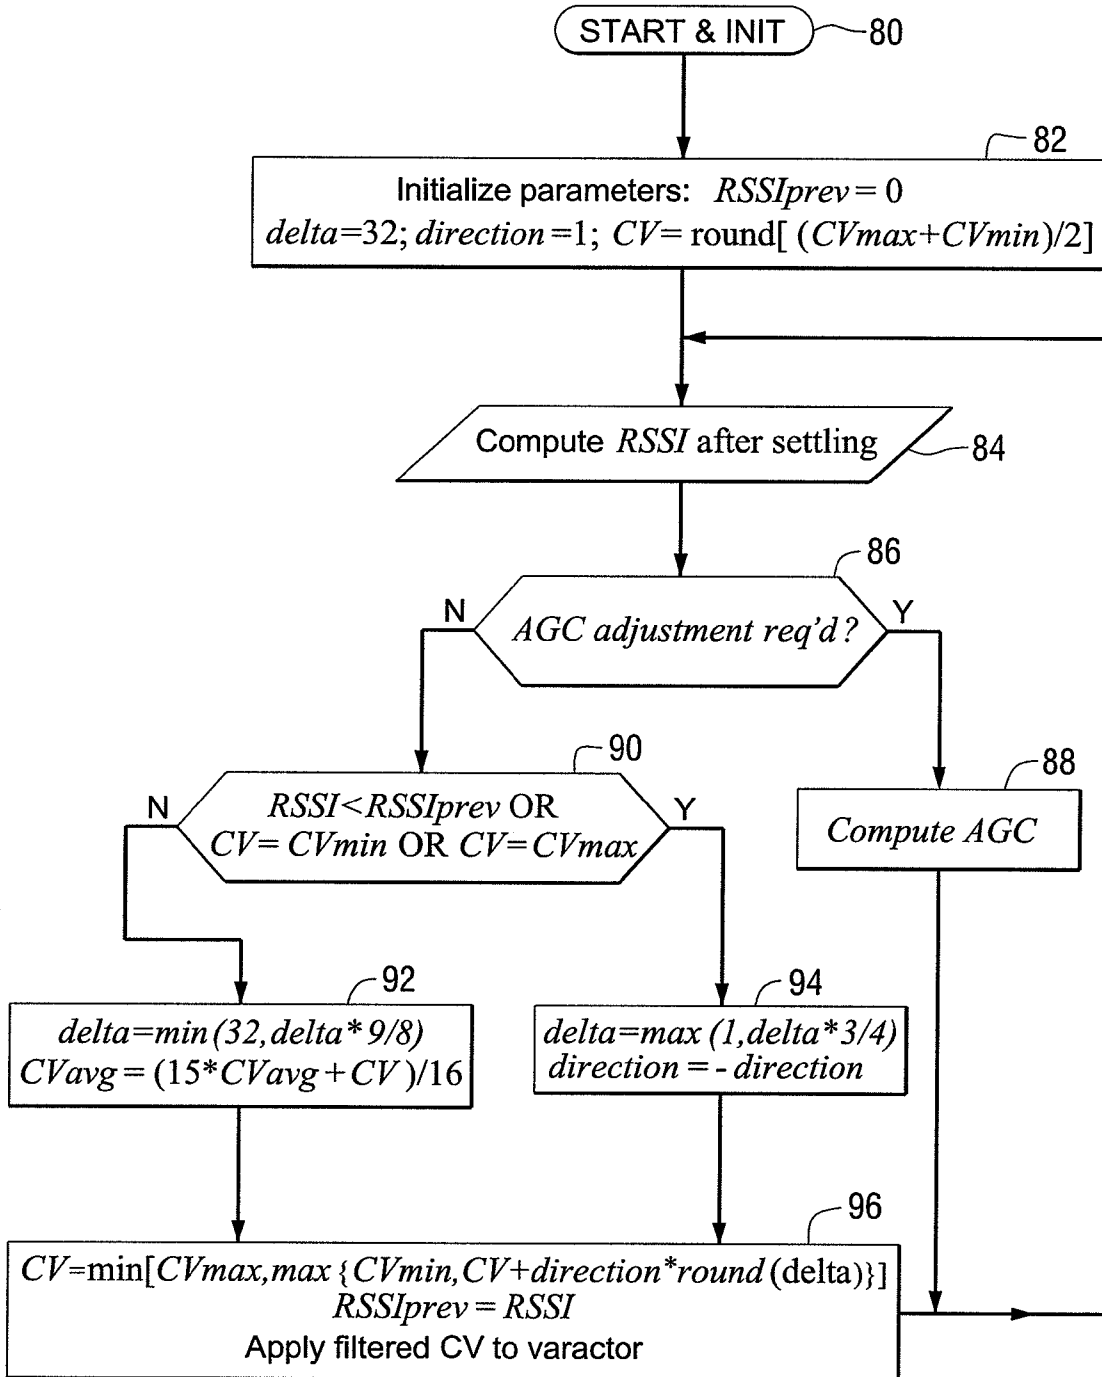 START & INIT
80
82
Initialize parameters: RSSIprev = 0
delta=32; direction =1; CV= round[ (CVmax+CVmin)/2]
Compute RSSI after settling
84
86
N
AGC adjustment req'd?
Y
90
88
N
RSSI<RSSIprev OR
CV= CVmin OR CV=CVmax
Y
Compute AGC
92
94
delta=min (32,delta* 9/8)
CVavg = (15*CVavg + CV )/16
delta=max (1,delta*3/4)
direction = - direction
96
CV=min[CVmax,max {CVmin,CV+direction*round (delta)}]
RSSIprev = RSSI
Apply filtered CV to varactor